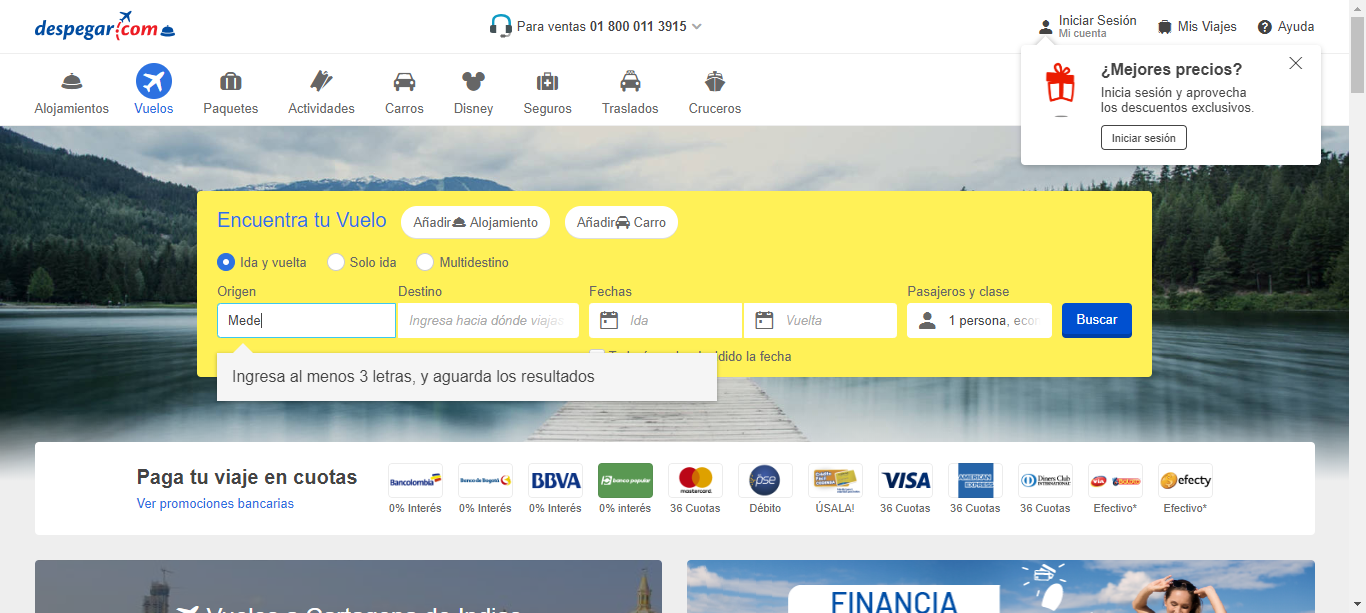 despegar.com
Para ventas 01 800 011 3915
Iniciar Sesión
Mi cuenta
Mis Viajes
Ayuda
¿Mejores precios?
Inicia sesión y aprovecha
los descuentos exclusivos.
Iniciar sesión
Alojamientos
Vuelos
Paquetes
Actividades
Carros
Disney
Seguros
Traslados
Cruceros
Encuentra tu Vuelo
Añadir Alojamiento
Añadir Carro
Ida y vuelta
Solo ida
Multidestino
Origen
Destino
Fechas
Pasajeros y clase
Mede
Ingresa hacia dónde viajas
Ida
Vuelta
1 persona, econ
Buscar
la fecha
Ingresa al menos 3 letras, y aguarda los resultados
Paga tu viaje en cuotas
Ver promociones bancarias
Bancolombia
Banco de Bogotá
BBVA
banco popular
mastercard
pse
VISA
AMERICAN EXPRESS
Diners Club
INTERNATIONAL
efecty
0% Interés
0% Interés
0% Interés
0% interés
36 Cuotas
Débito
ÚSALA!
36 Cuotas
36 Cuotas
36 Cuotas
Efectivo*
Efectivo*
Vuelos a Cartagena de Indias
FINANCIA